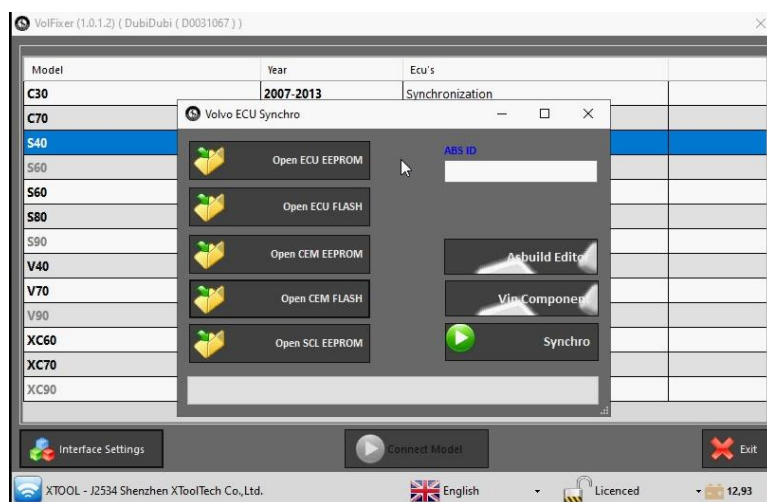 VolFixer (1.0.1.2) ( DubiDubi ( D0031067 ) )
Model Year Ecu's
C30 2007-2013 Synchronization
C70
S40
S60
S60
S80
S90
V40
V70
V90
XC60
XC70
XC90
Volvo ECU Synchro
Open ECU EEPROM
Open ECU FLASH
Open CEM EEPROM
Open CEM FLASH
Open SCL EEPROM
ABS ID
Asbuild Editor
Vin Component
Synchro
Interface Settings
Connect Model
Exit
XTOOL - J2534 Shenzhen XToolTech Co.,Ltd.
English
Licenced
12,93